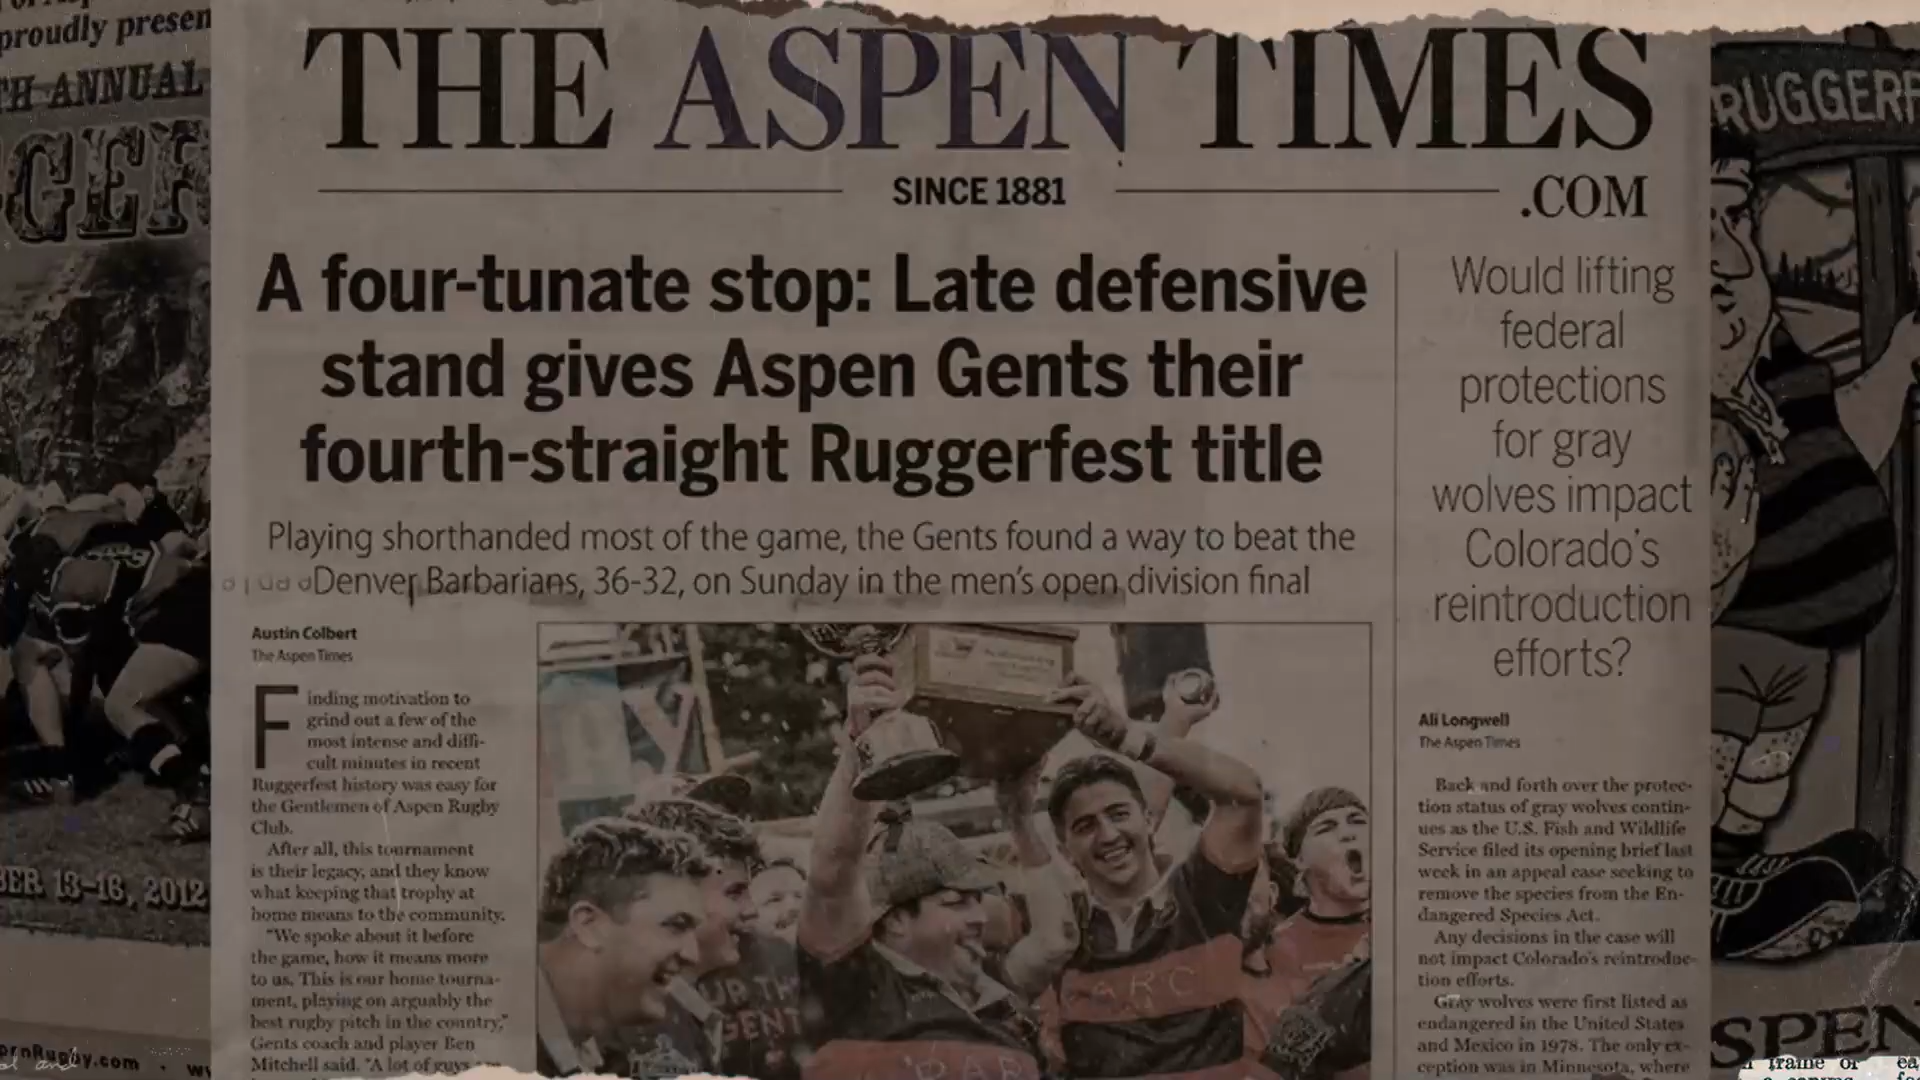 proudly presen
TH ANNUAL
GGER
BER 13-16, 2012
THE ASPEN TIMES
SINCE 1881
.COM
A four-tunate stop: Late defensive
stand gives Aspen Gents their
fourth-straight Ruggerfest title
Playing shorthanded most of the game, the Gents found a way to beat the
Denver Barbarians, 36-32, on Sunday in the men's open division final
Austin Colbert
The Aspen Times
Finding motivation to
grind out a few of the
most intense and diffi-
cult minutes in recent
Ruggerfest history was easy for
the Gentlemen of Aspen Rugby
Club.
After all, this tournament
is their legacy, and they know
what keeping that trophy at
home means to the community.
"We spoke about it before
the game, how it means more
to us. This is our home tourna-
ment, playing on arguably the
best rugby pitch in the country,"
Gents coach and player Ben
Mitchell said. "A lot of guys
UR TH
GENT
GARC
Would lifting
federal
protections
for gray
wolves impact
Colorado's
reintroduction
efforts?
Ali Longwell
The Aspen Times
Back and forth over the protec-
tion status of gray wolves contin-
ues as the U.S. Fish and Wildlife
Service filed its opening brief last
week in an appeal case seeking to
remove the species from the En-
dangered Species Act.
Any decisions in the case will
not impact Colorado's reintroduc-
tion efforts.
Gray wolves were first listed as
endangered in the United States
and Mexico in 1978. The only ex-
ception was in Minnesota, where
RUGGERF
SPEN
frame of